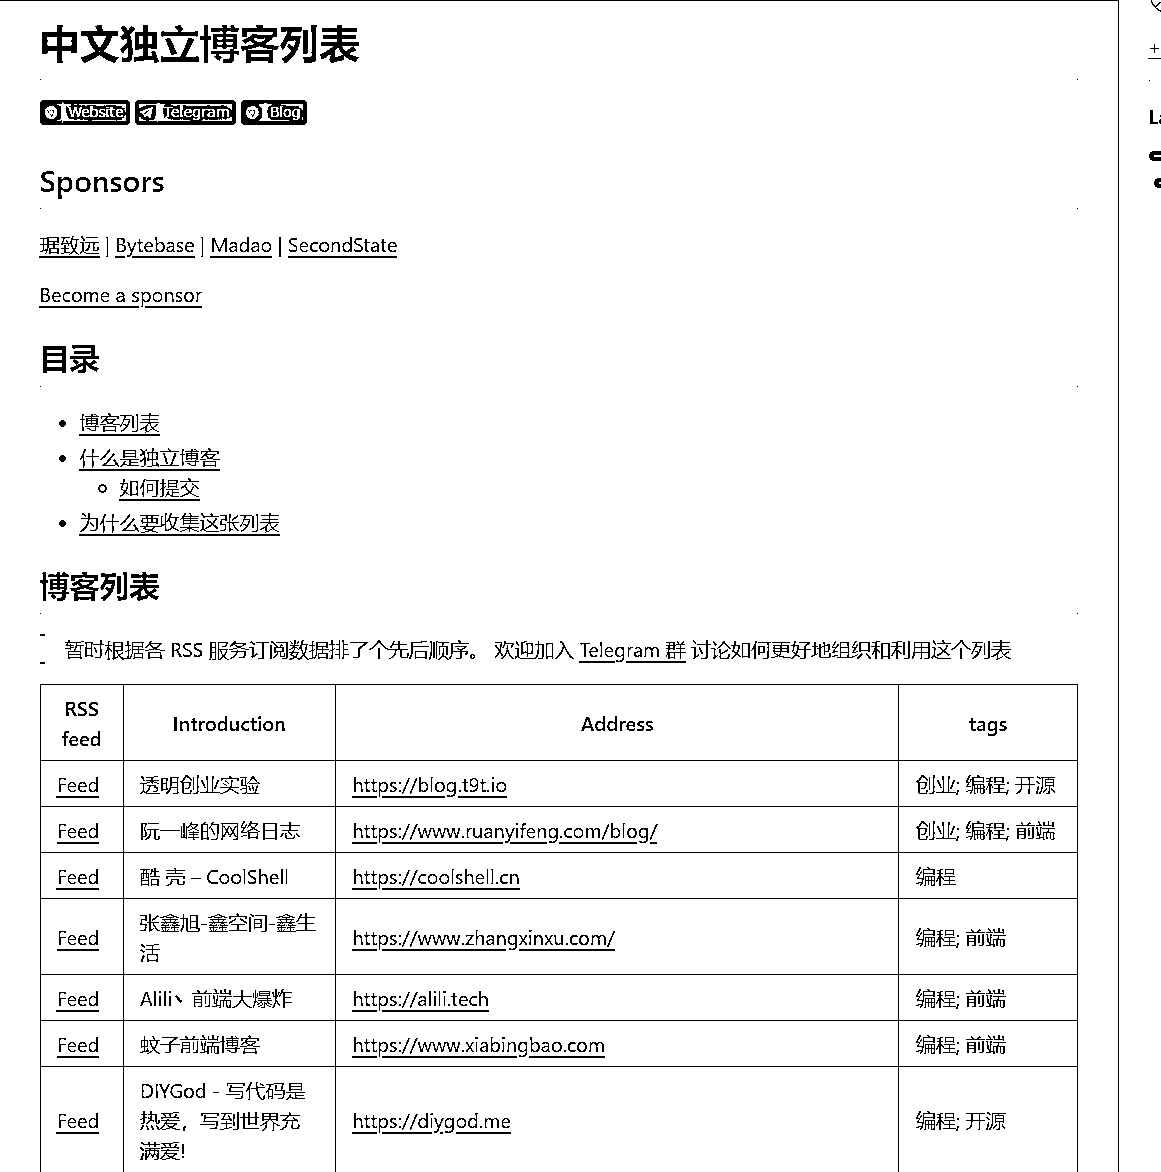 中文独立博客列表
Website Telegram Blog
Sponsors
琚致远 | Bytebase | Madao | SecondState
Become a sponsor
目录
博客列表
什么是独立博客
如何提交
为什么要收集这张列表
博客列表
暂时根据各 RSS 服务订阅数据排了个先后顺序。 欢迎加入 Telegram 群 讨论如何更好地组织和利用这个列表
RSS feed Introduction Address tags
Feed 透明创业实验 https://blog.t9t.io 创业; 编程; 开源
Feed 阮一峰的网络日志 https://www.ruanyifeng.com/blog/ 创业; 编程; 前端
Feed 酷 壳 – CoolShell https://coolshell.cn 编程
Feed 张鑫旭-鑫空间-鑫生活 https://www.zhangxinxu.com/ 编程; 前端
Feed Alili丶前端大爆炸 https://alili.tech 编程; 前端
Feed 蚊子前端博客 https://www.xiabingbao.com 编程; 前端
Feed DIYGod - 写代码是热爱，写到世界充满爱! https://diygod.me 编程; 开源